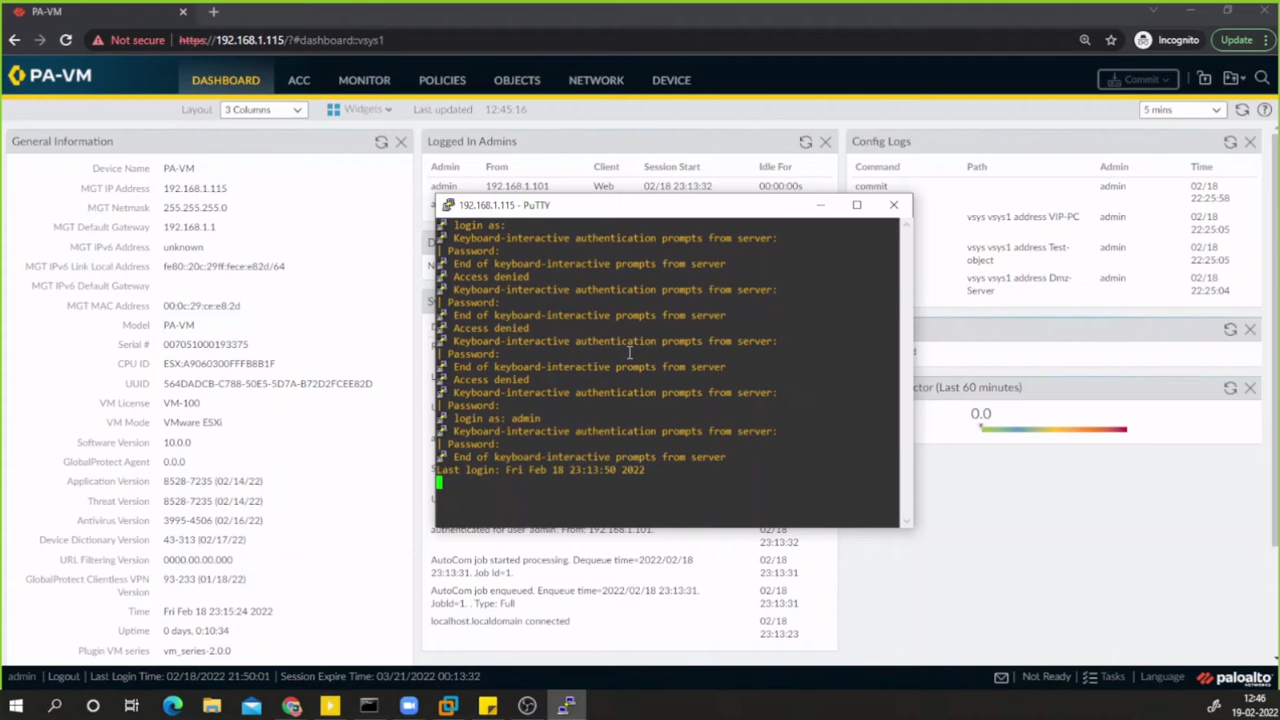 PA-VM
Not secure https://192.168.1.115/?#dashboard::vsys1
Incognito
Update
PA-VM
DASHBOARD ACC MONITOR POLICIES OBJECTS NETWORK DEVICE
Commit
Layout 3 Columns Widgets Last updated 12:45:16
5 mins
General Information
Device Name PA-VM
MGT IP Address 192.168.1.115
MGT Netmask 255.255.255.0
MGT Default Gateway 192.168.1.1
MGT IPv6 Address unknown
MGT IPv6 Link Local Address fe80::20c:29ff:fece:e82d/64
MGT IPv6 Default Gateway
MGT MAC Address 00:0c:29:ce:e8:2d
Model PA-VM
Serial # 007051000193375
CPU ID ESX:A9060300FFFB8B1F
UUID 564DADCB-C788-50E5-5D7A-B72D2FCEE82D
VM License VM-100
VM Mode VMware ESXi
Software Version 10.0.0
GlobalProtect Agent 0.0.0
Application Version 8528-7235 (02/14/22)
Threat Version 8528-7235 (02/14/22)
Antivirus Version 3995-4506 (02/16/22)
Device Dictionary Version 43-313 (02/17/22)
URL Filtering Version 0000.00.00.000
GlobalProtect Clientless VPN
Version 93-233 (01/18/22)
Time Fri Feb 18 23:15:24 2022
Uptime 0 days, 0:10:34
Plugin VM series vm_series-2.0.0
Logged In Admins
Admin From Client Session Start Idle For
admin 192.168.1.101 Web 02/18 23:13:32 00:00:00s
192.168.1.115 - PuTTY
login as:
Keyboard-interactive authentication prompts from server:
| Password:
End of keyboard-interactive prompts from server
Access denied
Keyboard-interactive authentication prompts from server:
| Password:
End of keyboard-interactive prompts from server
Access denied
Keyboard-interactive authentication prompts from server:
| Password:
End of keyboard-interactive prompts from server
Access denied
Keyboard-interactive authentication prompts from server:
| Password:
login as: admin
Keyboard-interactive authentication prompts from server:
| Password:
End of keyboard-interactive prompts from server
Last login: Fri Feb 18 23:13:50 2022
authenticated for user admin. From: 192.168.1.101. 02/18
23:13:32
AutoCom job started processing. Dequeue time=2022/02/18 02/18
23:13:31. Job Id=1. 23:13:31
AutoCom job enqueued. Enqueue time=2022/02/18 23:13:31. 02/18
JobId=1. . Type: Full 23:13:31
localhost.localdomain connected 02/18
23:13:23
Config Logs
Command Path Admin Time
commit admin 02/18
22:25:58
vsys vsys1 address VIP-PC admin 02/18
22:25:05
vsys vsys1 address Test-
object admin 02/18
22:25:05
vsys vsys1 address Dmz-
Server admin 02/18
22:25:04
(Last 60 minutes)
0.0
admin | Logout | Last Login Time: 02/18/2022 21:50:01 | Session Expire Time: 03/21/2022 00:13:32
Not Ready Tasks Language paloalto
NETWORKS
12:46
19-02-2022